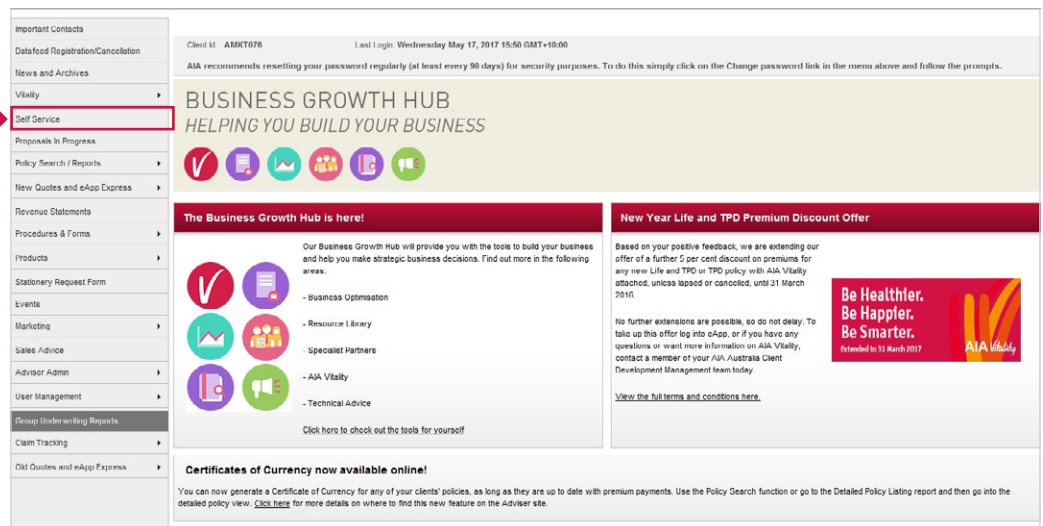 Important Contacts
Datafeed Registration/Cancellation
News and Archives
Vitality
Self Service
Proposals In Progress
Policy Search / Reports
New Quotes and eApp Express
Revenue Statements
Procedures & Forms
Products
Stationery Request Form
Events
Marketing
Sales Advice
Adviser Admin
User Management
Group Underwriting Reports
Claim Tracking
Old Quotes and eApp Express
Client Id AMKT076 Last Login Wednesday May 17, 2017 15:50 GMT+10:00
AIA recommends resetting your password regularly (at least every 90 days) for security purposes. To do this simply click on the Change password link in the menu above and follow the prompts.
BUSINESS GROWTH HUB
HELPING YOU BUILD YOUR BUSINESS
The Business Growth Hub is here!
Our Business Growth Hub will provide you with the tools to build your business
and help you make strategic business decisions. Find out more in the following
areas.
- Business Optimisation
- Resource Library
- Specialist Partners
- AIA Vitality
- Technical Advice
Click here to check out the tools for yourself
New Year Life and TPD Premium Discount Offer
Based on your positive feedback, we are extending our
offer of a further 5 per cent discount on premiums for
any new Life and TPD or TPD policy with AIA Vitality
attached, unless lapsed or cancelled, until 31 March
2016.
No further extensions are possible, so do not delay. To
take up this offer log into eApp, or if you have any
questions or want more information on AIA Vitality,
contact a member of your AIA Australia Client
Development Management team today.
View the full terms and conditions here.
Be Healthier.
Be Happier.
Be Smarter.
Extended to 31 March 2017
AIA Vitality
Certificates of Currency now available online!
You can now generate a Certificate of Currency for any of your clients' policies, as long as they are up to date with premium payments. Use the Policy Search function or go to the Detailed Policy Listing report and then go into the
detailed policy view. Click here for more details on where to find this new feature on the Adviser site.